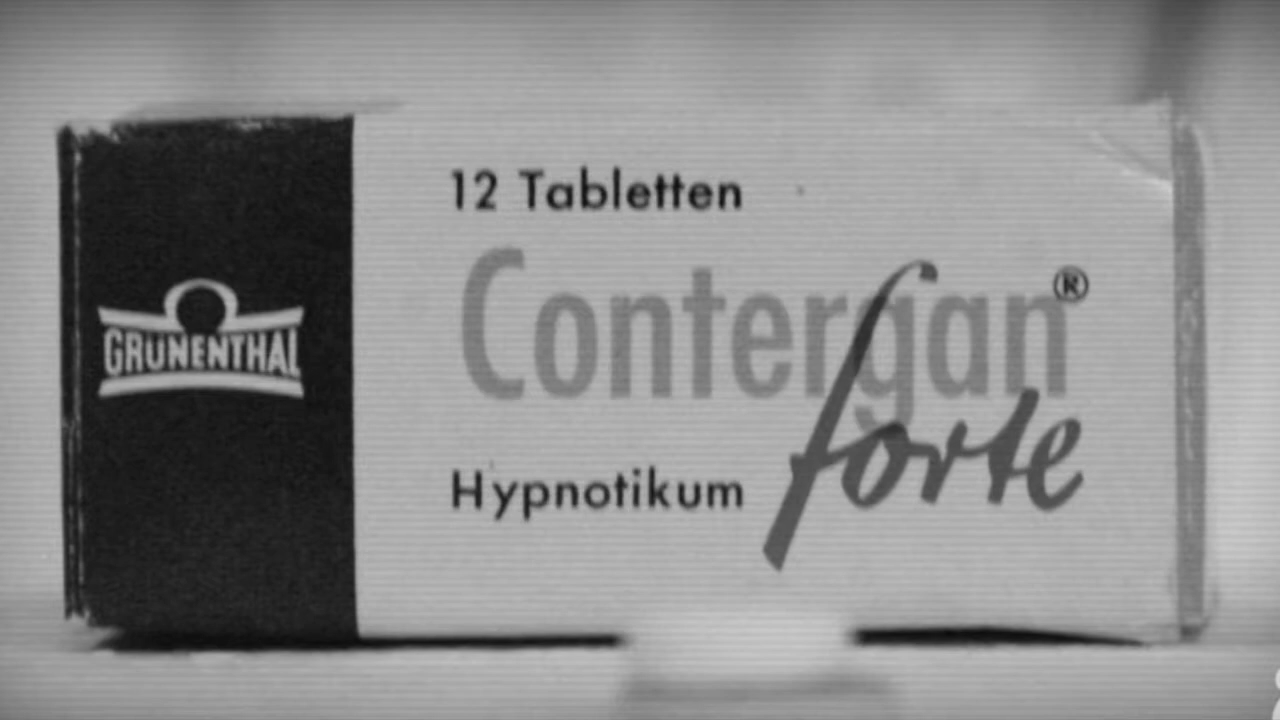 12 Tabletten
Contergan®
forte
Hypnotikum
GRÜNENTHAL